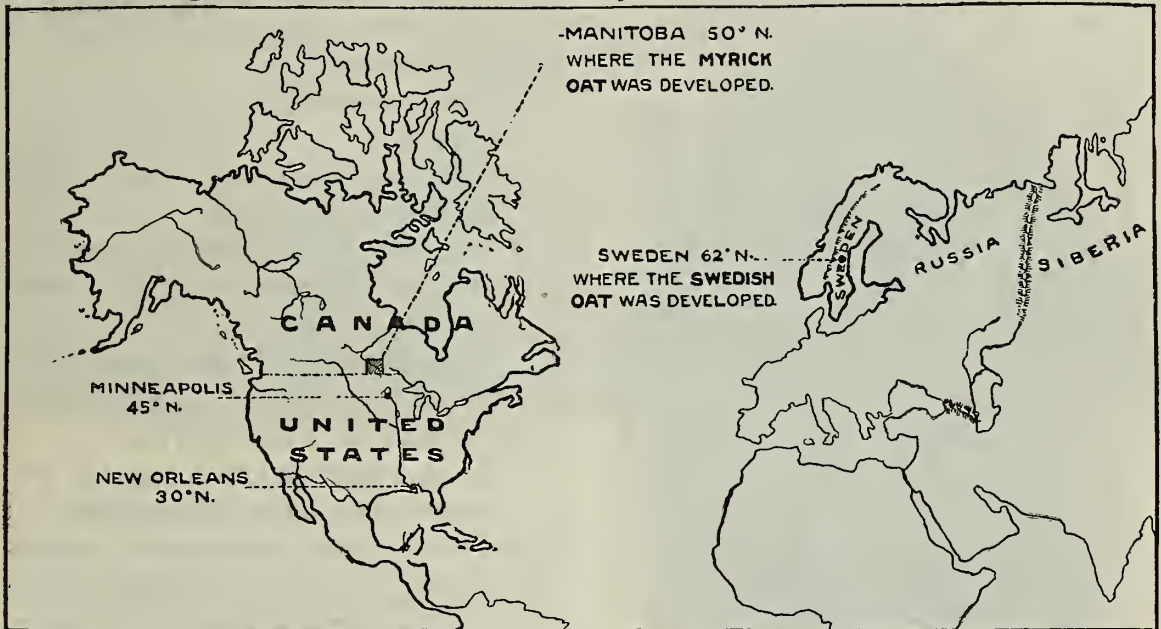 -MANITOBA 50° N.
WHERE THE MYRICK
OAT WAS DEVELOPED.
SWEDEN 62° N.
WHERE THE SWEDISH
OAT WAS DEVELOPED.
SWEDEN
RUSSIA
SIBERIA
CANADA
MINNEAPOLIS
45° N.
UNITED
STATES
NEW ORLEANS
30° N.